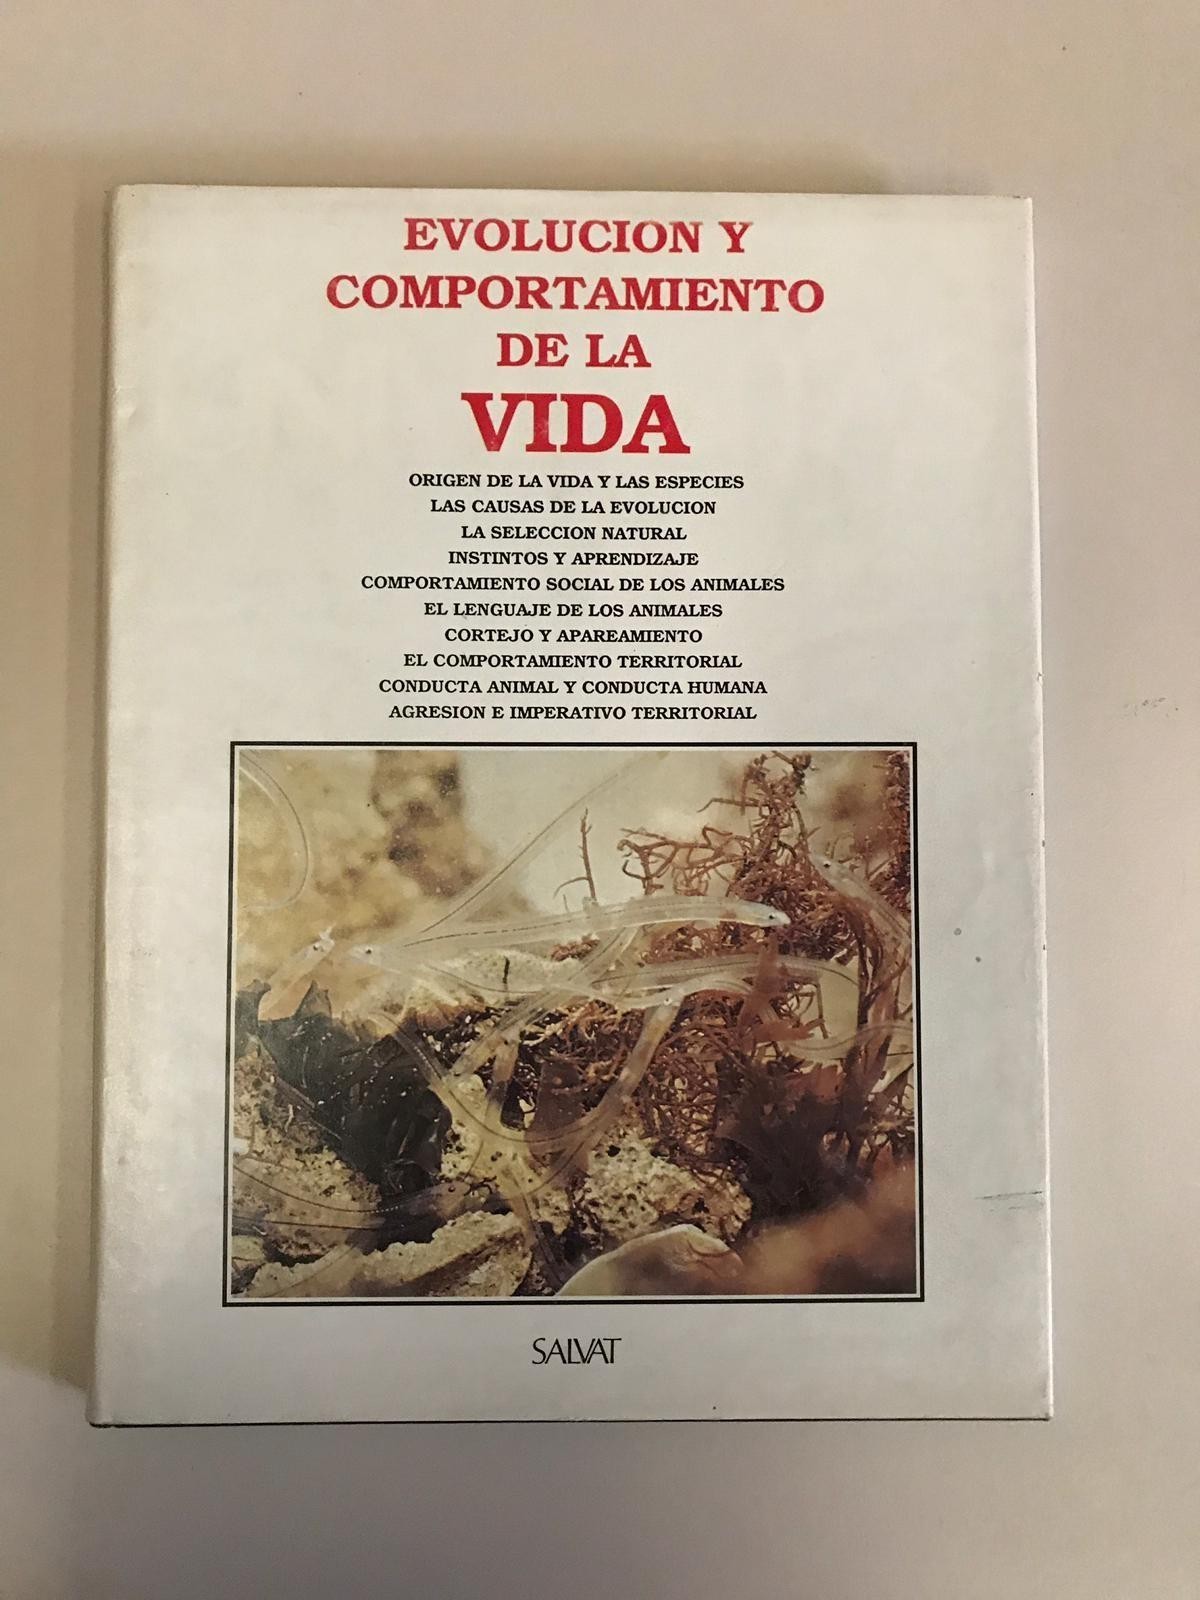 EVOLUCION Y
COMPORTAMIENTO
DE LA
VIDA
ORIGEN DE LA VIDA Y LAS ESPECIES
LAS CAUSAS DE LA EVOLUCION
LA SELECCION NATURAL
INSTINTOS Y APRENDIZAJE
COMPORTAMIENTO SOCIAL DE LOS ANIMALES
EL LENGUAJE DE LOS ANIMALES
CORTEJO Y APAREAMIENTO
EL COMPORTAMIENTO TERRITORIAL
CONDUCTA ANIMAL Y CONDUCTA HUMANA
AGRESION E IMPERATIVO TERRITORIAL
SALVAT